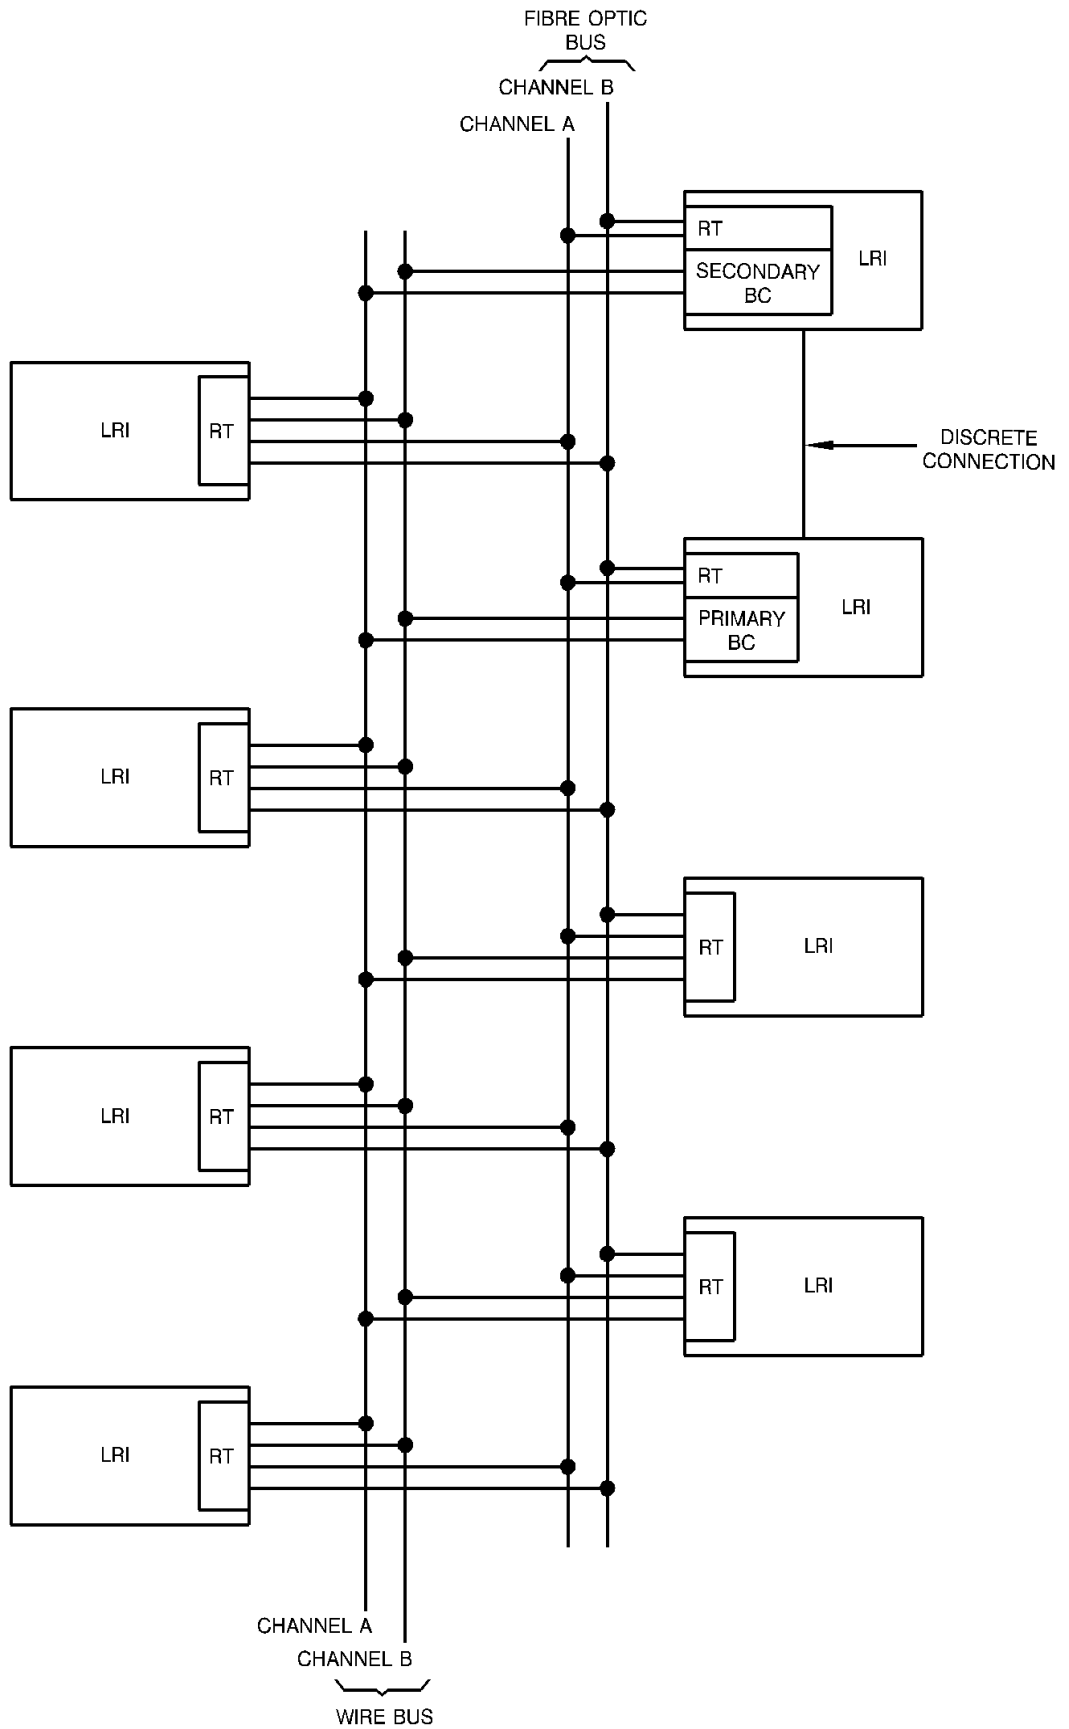 FIBRE OPTIC
BUS
CHANNEL B
CHANNEL A
RT
SECONDARY
BC
LRI
LRI
RT
DISCRETE
CONNECTION
RT
PRIMARY
BC
LRI
LRI
RT
RT
LRI
LRI
RT
RT
LRI
LRI
RT
CHANNEL A
CHANNEL B
WIRE BUS